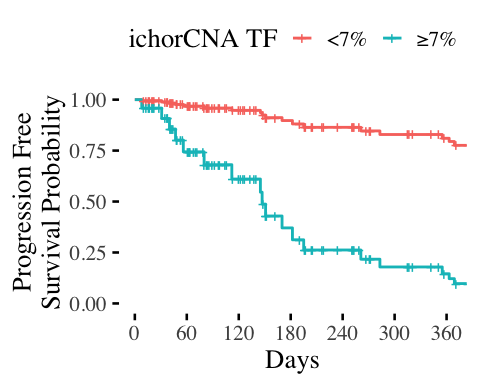 ichorCNA TF <7% ≥7%
Progression Free
Survival Probability
1.00
0.75
0.50
0.25
0.00
0 60 120 180 240 300 360
Days